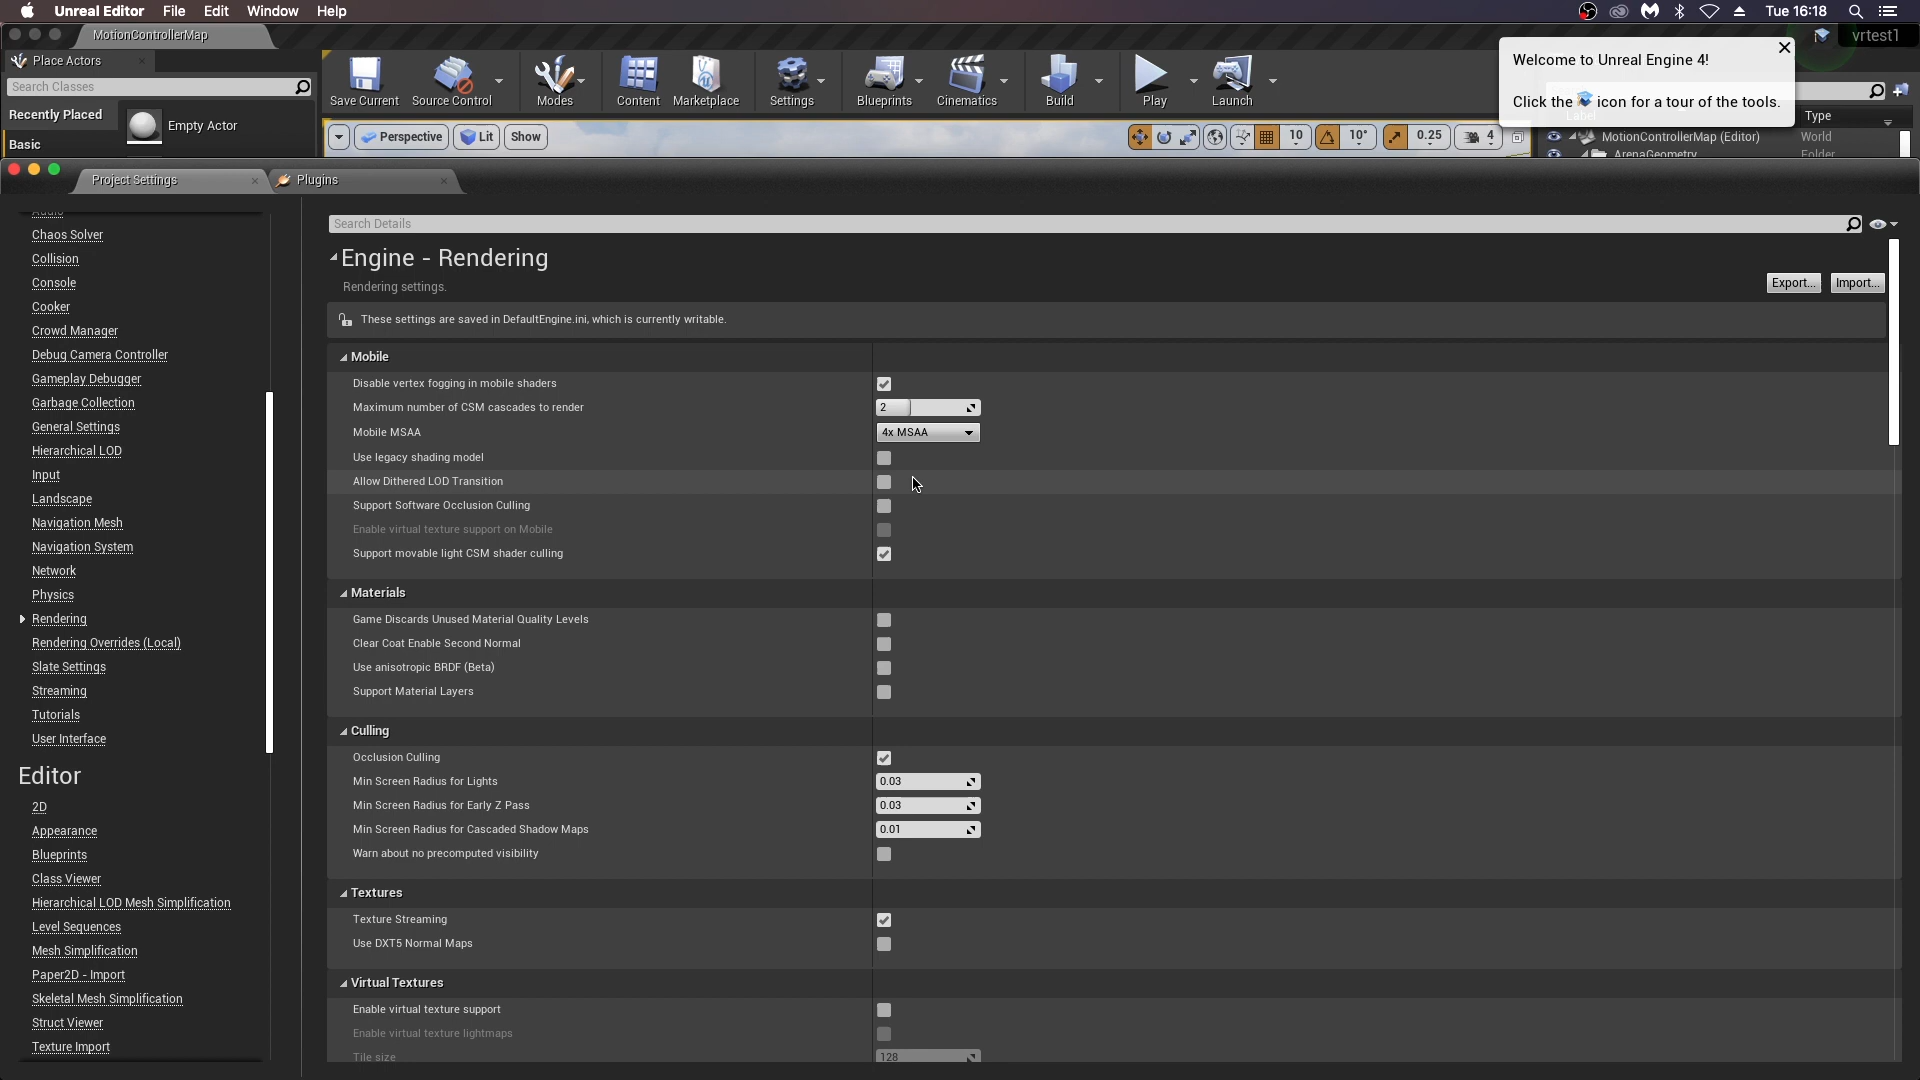 Unreal Editor File Edit Window Help
Tue 16:18
MotionControllerMap
vrtest1
Place Actors
Search Classes
Recently Placed
Basic
Empty Actor
Save Current
Source Control
Modes
Content
Marketplace
Settings
Blueprints
Cinematics
Build
Play
Launch
Welcome to Unreal Engine 4!
Click the icon for a tour of the tools.
Label
Type
Perspective
Lit
Show
10
10°
0.25
4
MotionControllerMap (Editor)
World
ArenaGeometry
Folder
Project Settings
Plugins
Audio
Chaos Solver
Collision
Console
Cooker
Crowd Manager
Debug Camera Controller
Gameplay Debugger
Garbage Collection
General Settings
Hierarchical LOD
Input
Landscape
Navigation Mesh
Navigation System
Network
Physics
Rendering
Rendering Overrides (Local)
Slate Settings
Streaming
Tutorials
User Interface
Editor
2D
Appearance
Blueprints
Class Viewer
Hierarchical LOD Mesh Simplification
Level Sequences
Mesh Simplification
Paper2D - Import
Skeletal Mesh Simplification
Struct Viewer
Texture Import
Search Details
Engine - Rendering
Rendering settings.
Export...
Import...
These settings are saved in DefaultEngine.ini, which is currently writable.
Mobile
Disable vertex fogging in mobile shaders
Maximum number of CSM cascades to render
2
Mobile MSAA
4x MSAA
Use legacy shading model
Allow Dithered LOD Transition
Support Software Occlusion Culling
Enable virtual texture support on Mobile
Support movable light CSM shader culling
Materials
Game Discards Unused Material Quality Levels
Clear Coat Enable Second Normal
Use anisotropic BRDF (Beta)
Support Material Layers
Culling
Occlusion Culling
Min Screen Radius for Lights
0.03
Min Screen Radius for Early Z Pass
0.03
Min Screen Radius for Cascaded Shadow Maps
0.01
Warn about no precomputed visibility
Textures
Texture Streaming
Use DXT5 Normal Maps
Virtual Textures
Enable virtual texture support
Enable virtual texture lightmaps
Tile size
128